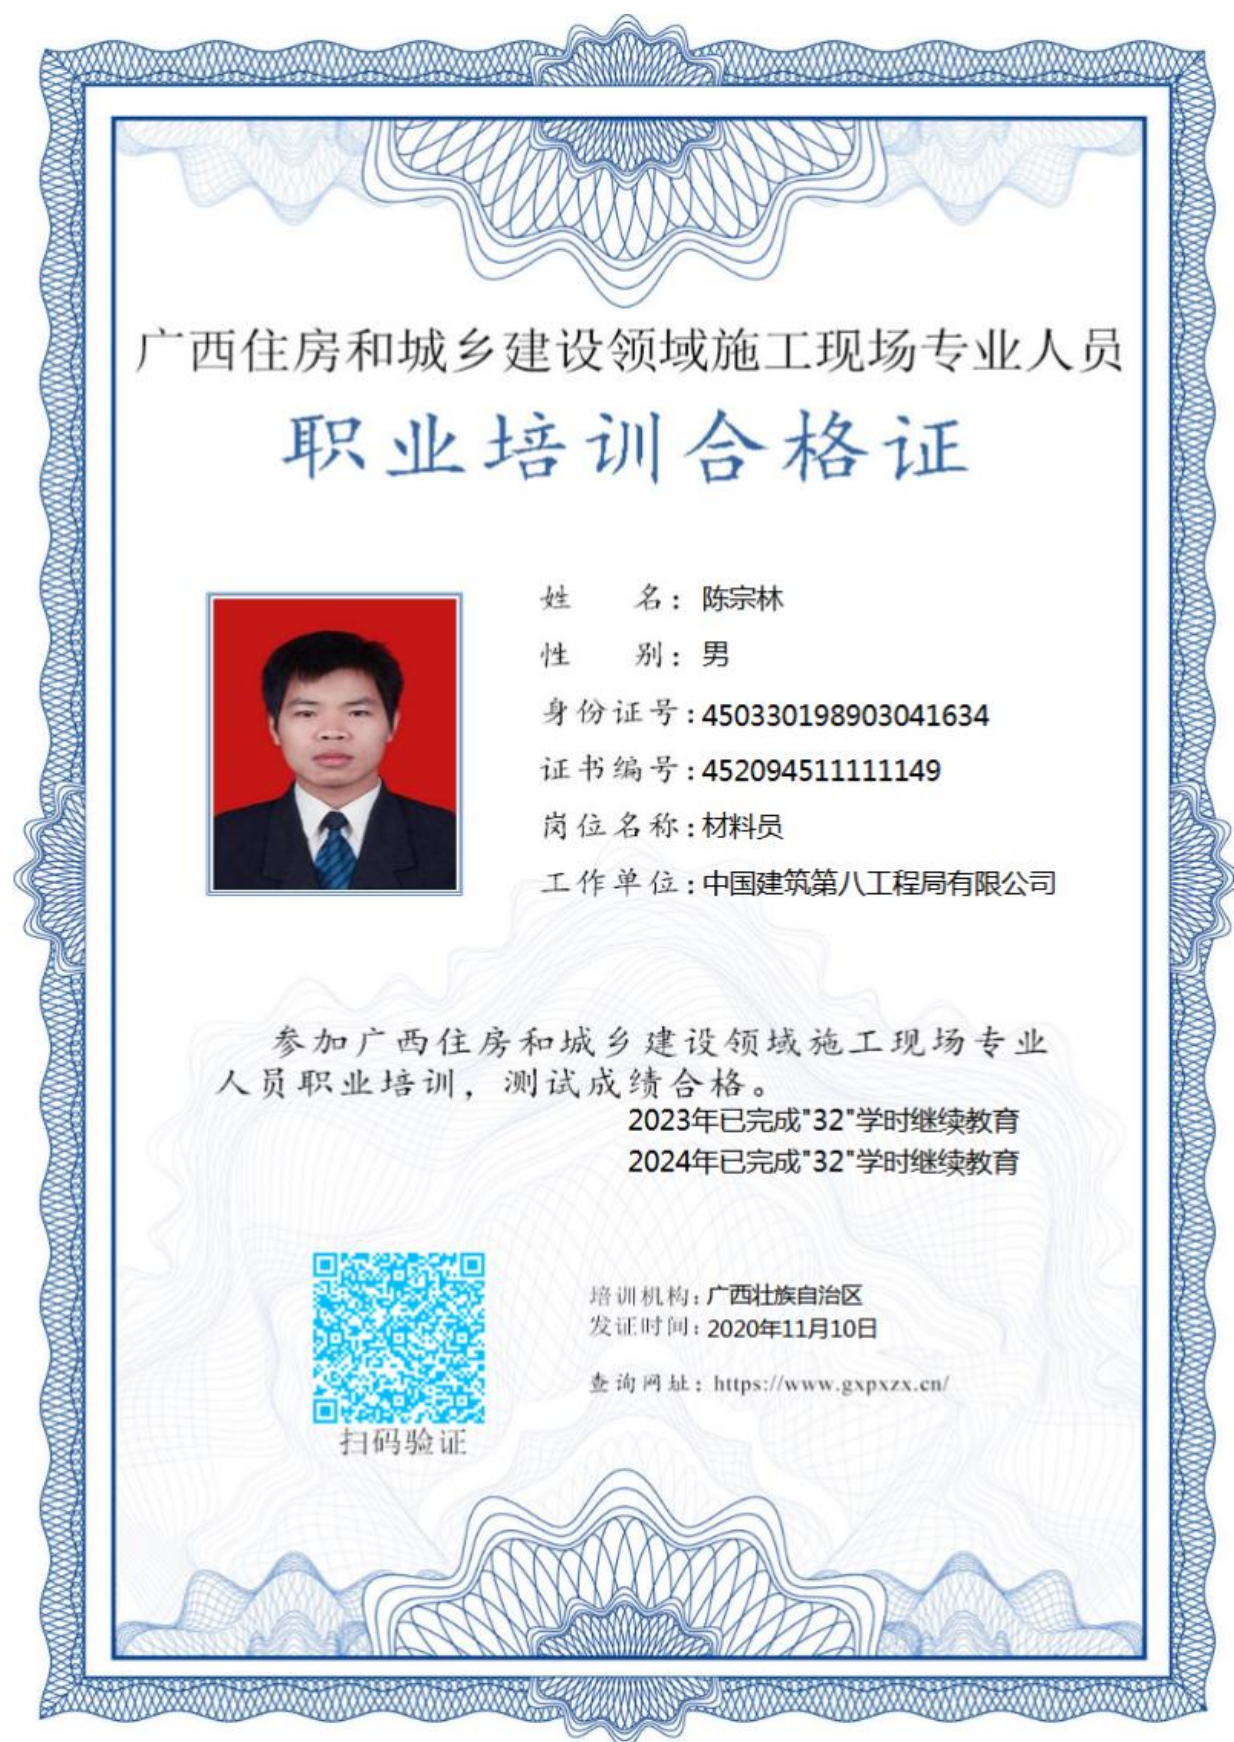 广西住房和城乡建设领域施工现场专业人员
职业培训合格证
姓 名：陈宗林
性 别：男
身份证号：450330198903041634
证书编号：452094511111149
岗位名称：材料员
工作单位：中国建筑第八工程局有限公司
参加广西住房和城乡建设领域施工现场专业
人员职业培训，测试成绩合格。
2023年已完成"32"学时继续教育
2024年已完成"32"学时继续教育
培训机构：广西壮族自治区
发证时间：2020年11月10日
查询网址：https://www.gxpxzx.cn/
扫码验证